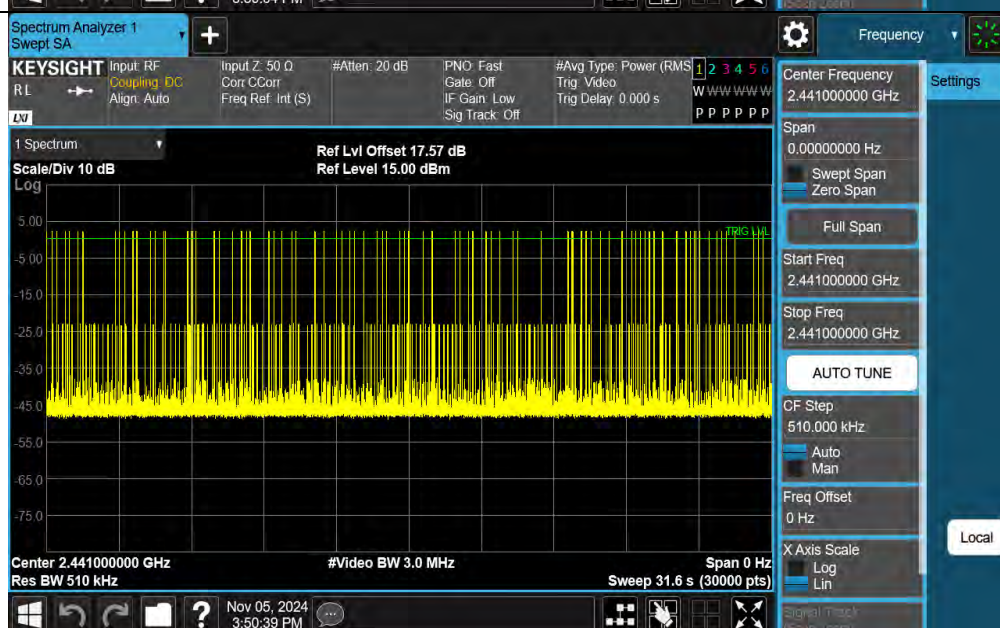 3:50:04 PM
Spectrum Analyzer 1
Swept SA
+
Frequency
KEYSIGHT
RL
LXI
Input: RF
Coupling: DC
Align: Auto
Input Z: 50 Ω
Corr CCorr
Freq Ref: Int (S)
#Atten: 20 dB
PNO: Fast
Gate: Off
IF Gain: Low
Sig Track: Off
#Avg Type: Power (RMS
Trig: Video
Trig Delay: 0.000 s
1 2 3 4 5 6
W W W W W W
P P P P P P
Center Frequency
2.441000000 GHz
Settings
Span
0.00000000 Hz
Swept Span
Zero Span
Full Span
Start Freq
2.441000000 GHz
Stop Freq
2.441000000 GHz
AUTO TUNE
CF Step
510.000 kHz
Auto
Man
Freq Offset
0 Hz
X Axis Scale
Log
Lin
Signal Track
Local
1 Spectrum
Scale/Div 10 dB
Ref Lvl Offset 17.57 dB
Ref Level 15.00 dBm
Log
5.00
-5.00
-15.0
-25.0
-35.0
-45.0
-55.0
-65.0
-75.0
TRIG LVL
Center 2.441000000 GHz
Res BW 510 kHz
#Video BW 3.0 MHz
Span 0 Hz
Sweep 31.6 s (30000 pts)
?
Nov 05, 2024
3:50:39 PM